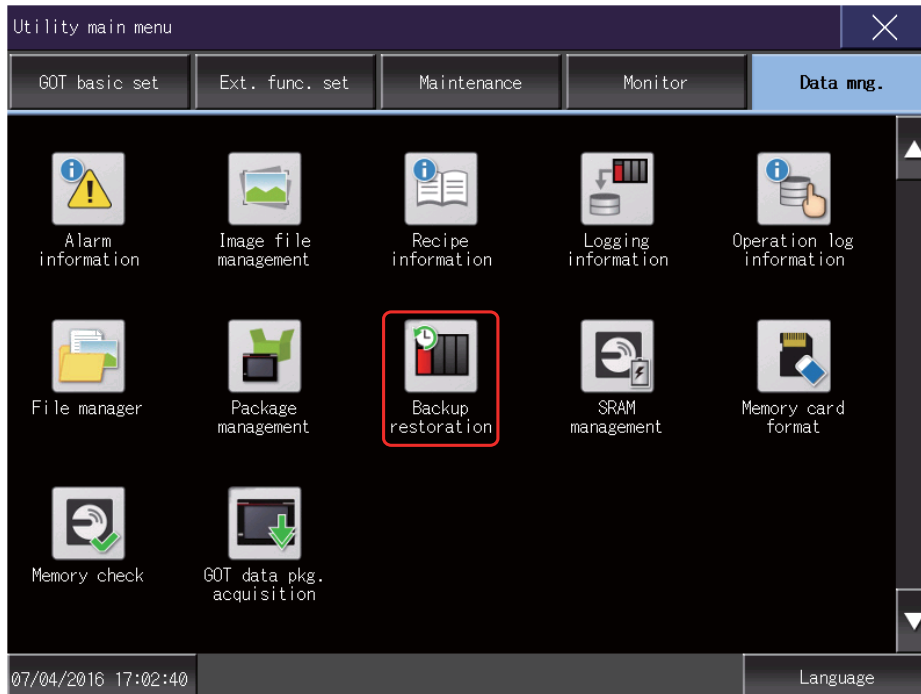 Utility main menu
GOT basic set
Ext. func. set
Maintenance
Monitor
Data mng.
Alarm
information
Image file
management
Recipe
information
Logging
information
Operation log
information
File manager
Package
management
Backup
restoration
SRAM
management
Memory card
format
Memory check
GOT data pkg.
acquisition
07/04/2016 17:02:40
Language